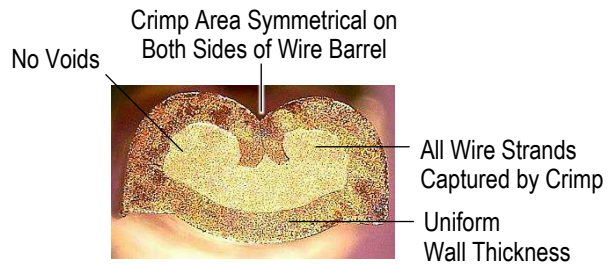 Crimp Area Symmetrical on
Both Sides of Wire Barrel
No Voids
All Wire Strands
Captured by Crimp
Uniform
Wall Thickness